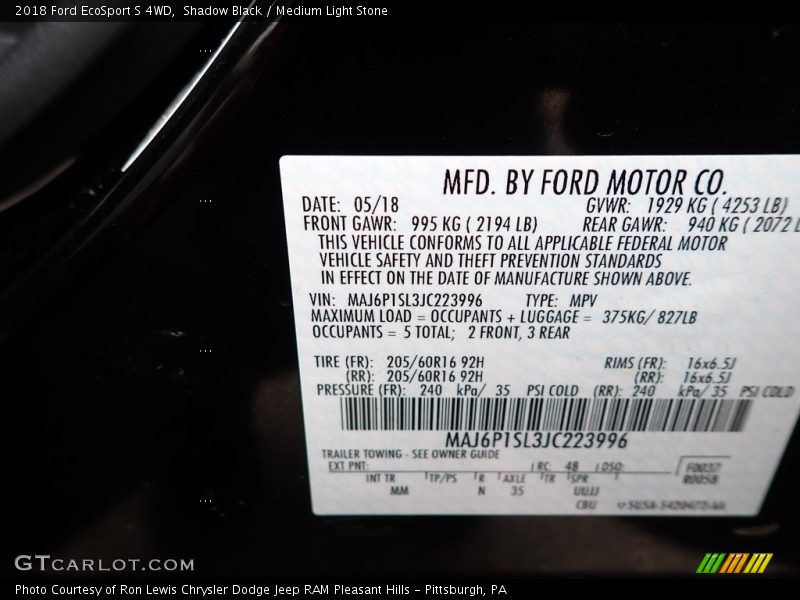 2018 Ford EcoSport S 4WD, Shadow Black / Medium Light Stone
MFD. BY FORD MOTOR CO.
DATE: 05/18 GVWR: 1929 KG ( 4253 LB)
FRONT GAWR: 995 KG ( 2194 LB) REAR GAWR: 940 KG ( 2072 L
THIS VEHICLE CONFORMS TO ALL APPLICABLE FEDERAL MOTOR
VEHICLE SAFETY AND THEFT PREVENTION STANDARDS
IN EFFECT ON THE DATE OF MANUFACTURE SHOWN ABOVE.
VIN: MAJ6P1SL3JC223996 TYPE: MPV
MAXIMUM LOAD = OCCUPANTS + LUGGAGE = 375KG/ 827LB
OCCUPANTS = 5 TOTAL; 2 FRONT, 3 REAR
TIRE (FR): 205/60R16 92H RIMS (FR): 16x6.5J
(RR): 205/60R16 92H (RR): 16x6.5J
PRESSURE (FR): 240 kPa/ 35 PSI COLD (RR): 240 kPa/ 35 PSI COLD
MAJ6P1SL3JC223996
TRAILER TOWING - SEE OWNER GUIDE
EXT PNT: RC: 48 DSO: F0037
R0058
INT TR TP/PS R AXLE TR SPR
MM N 35 UUJJ
CBU
GTCARLOT.COM
Photo Courtesy of Ron Lewis Chrysler Dodge Jeep RAM Pleasant Hills - Pittsburgh, PA